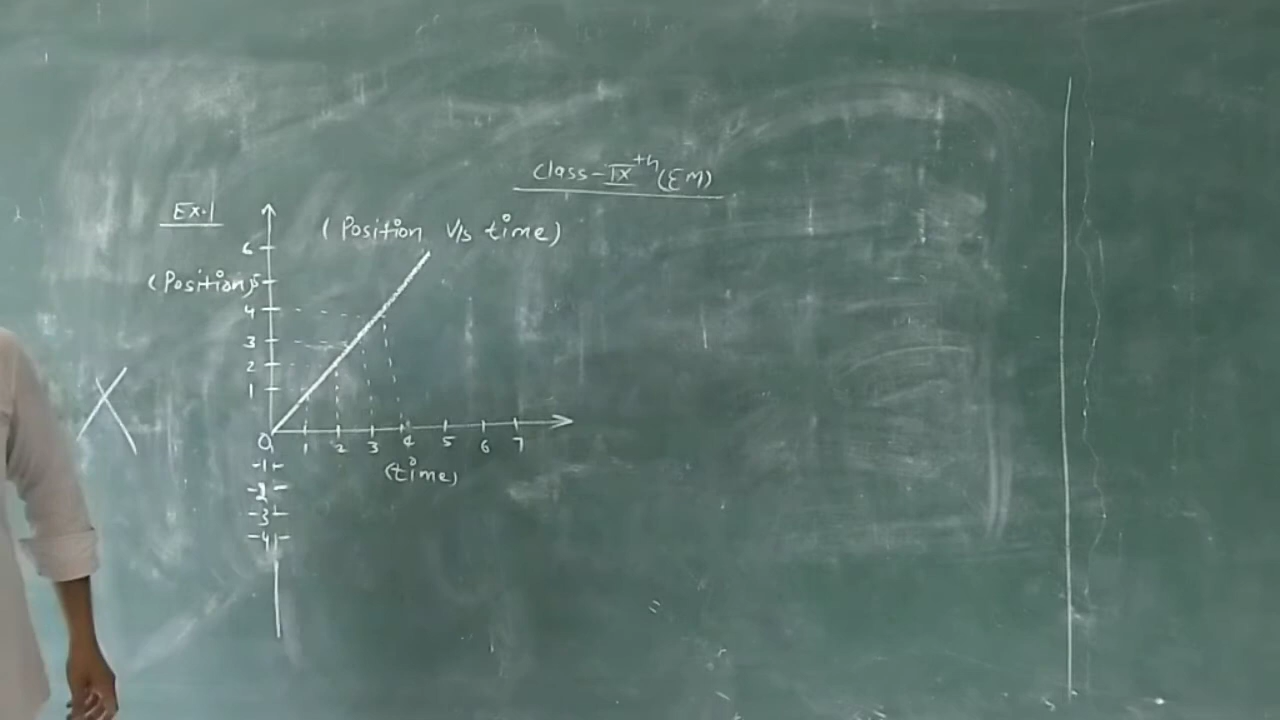 Class-IX^th (EM)
Ex.1
(Position V/s time)
6
(Position) 5
4
3
2
1
0 1 2 3 4 5 6 7
(time)
-1
-2
-3
-4
X